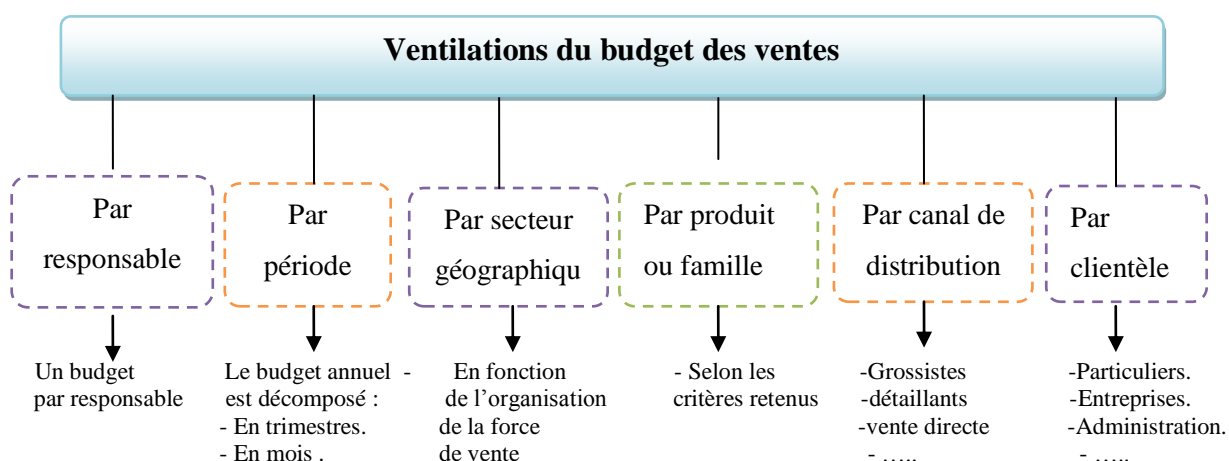 Ventilations du budget des ventes
Par
responsable
Par
période
Par secteur
géographiqu
Par produit
ou famille
Par canal de
distribution
Par
clientèle
Un budget
par responsable
Le budget annuel
est décomposé :
- En trimestres.
- En mois .
- En fonction
de l’organisation
de la force
de vente
- Selon les
critères retenus
-Grossistes
-détaillants
-vente directe
- …..
-Particuliers.
-Entreprises.
-Administration.
- …..